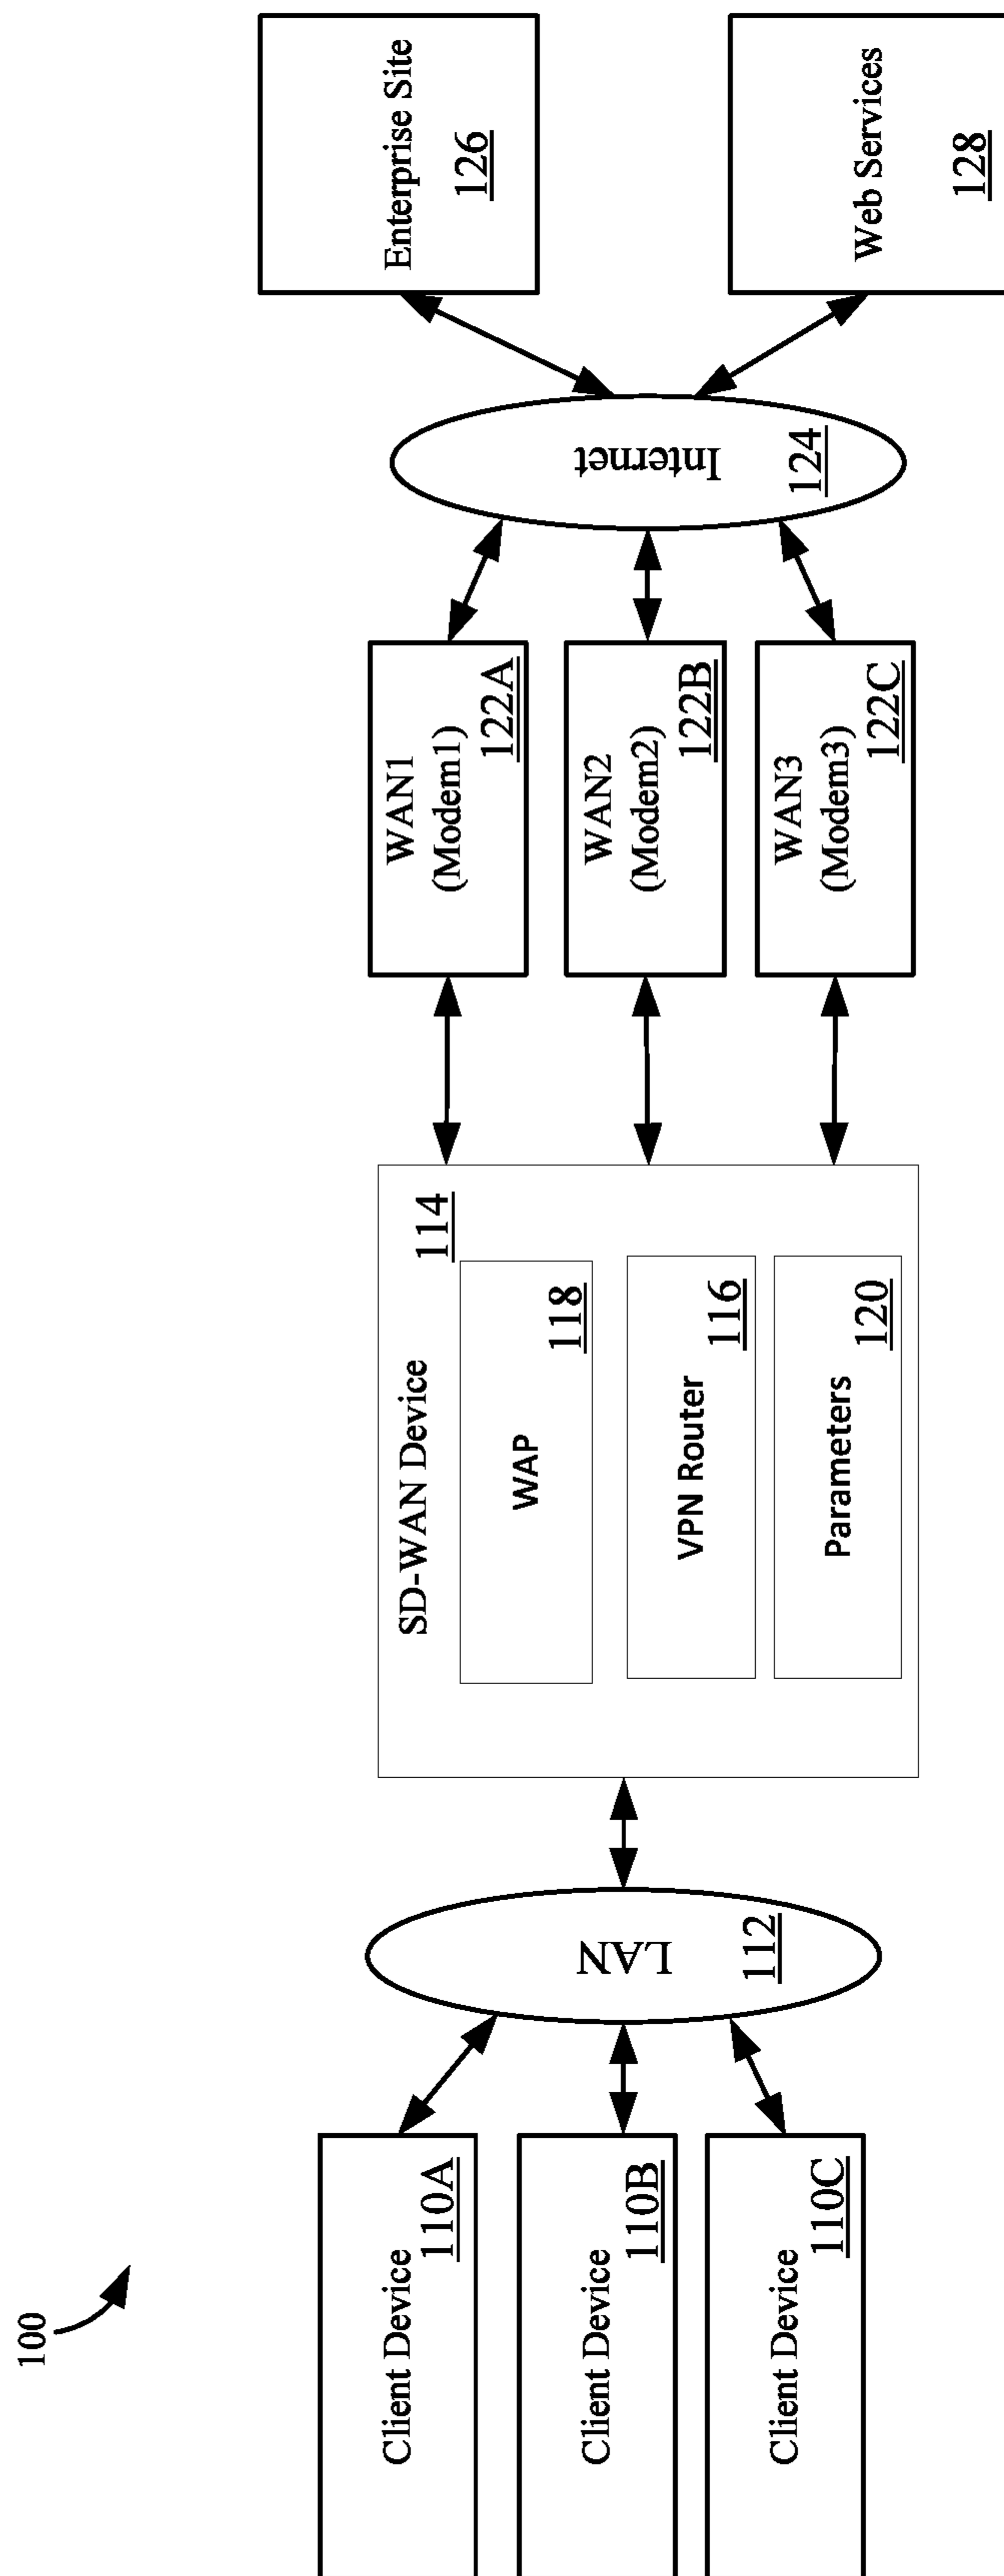 100
Client Device
110A
Client Device
110B
Client Device
110C
LAN
112
SD-WAN Device
114
WAP
118
VPN Router
116
Parameters
120
WAN1
(Modem1)
122A
WAN2
(Modem2)
122B
WAN3
(Modem3)
122C
Internet
124
Enterprise Site
126
Web Services
128